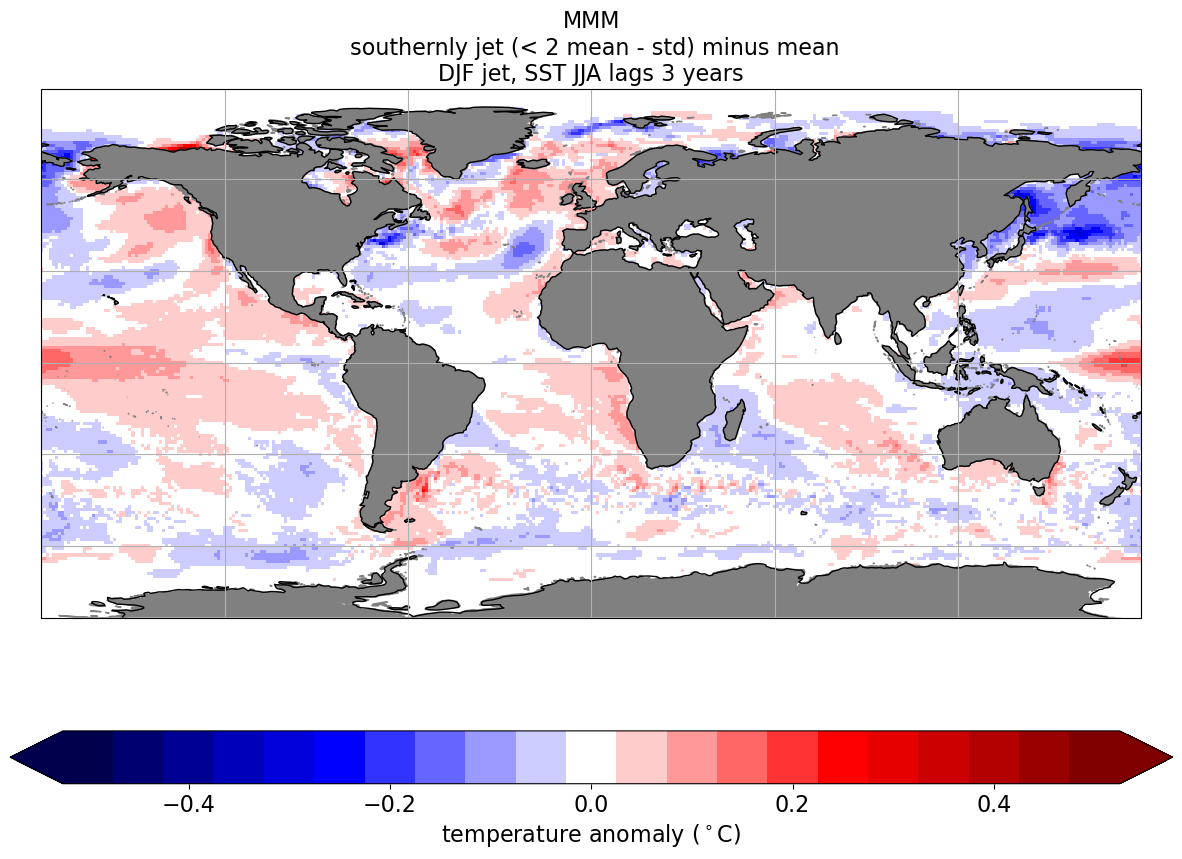 MMM
southernly jet (< 2 mean - std) minus mean
DJF jet, SST JJA lags 3 years
−0.4 −0.2 0.0 0.2 0.4
temperature anomaly (°C)